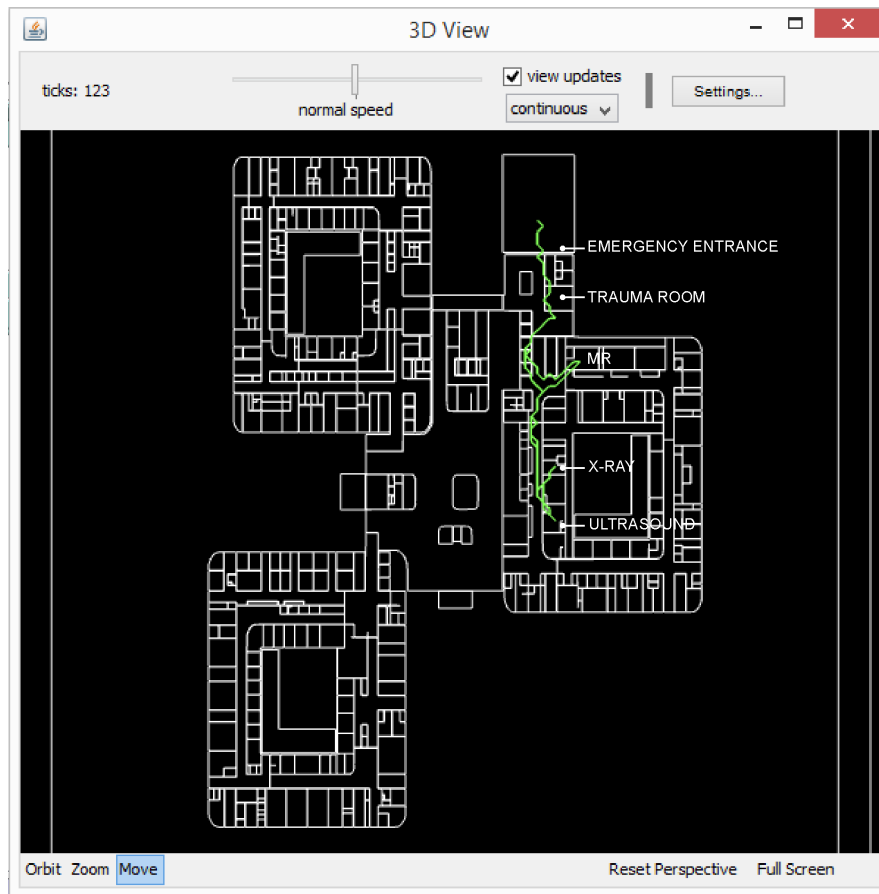 3D View
ticks: 123
normal speed
view updates
continuous
Settings...
EMERGENCY ENTRANCE
TRAUMA ROOM
MR
X-RAY
ULTRASOUND
Orbit Zoom Move Reset Perspective Full Screen